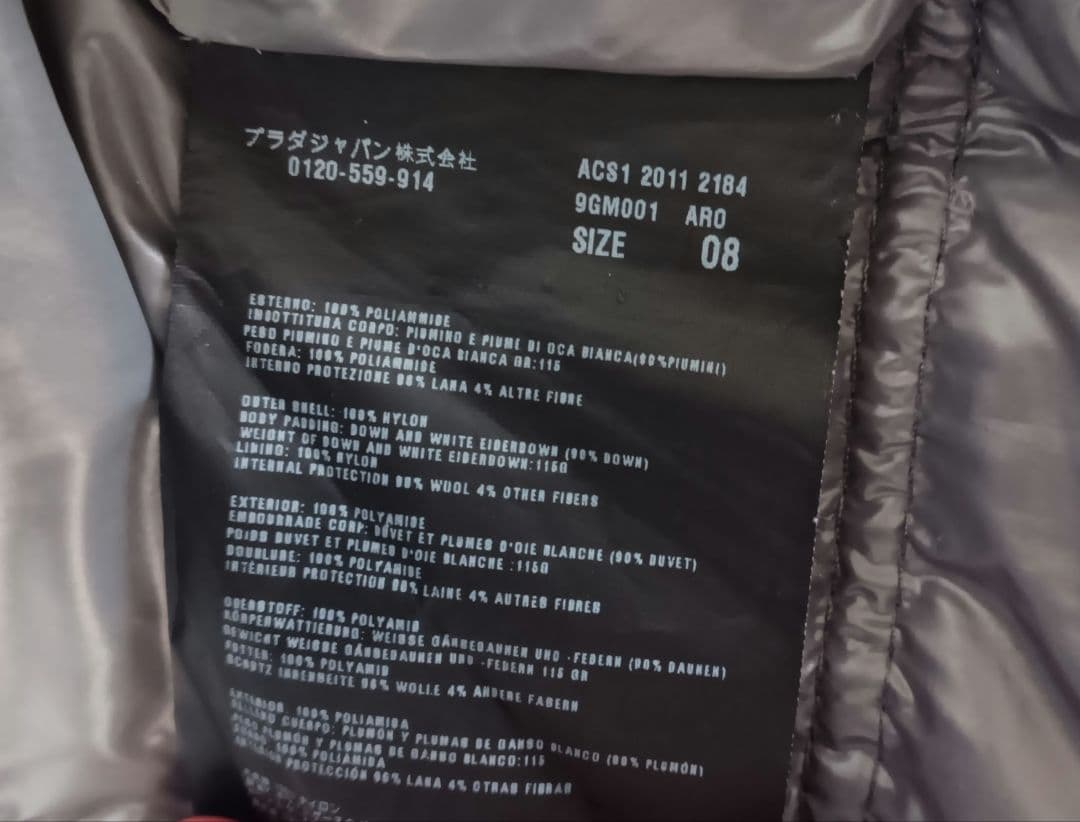 プラダジャパン株式会社
0120-559-914
ACS1 2011 2184
9GM001 ARO
SIZE 08
ESTERNO: 100% POLIAMMIDE
IMBOTTITURA CORPO: PIUMINO E PIUME DI OCA BIANCA(90%PIUMINI)
PESO PIUMINO E PIUME D'OCA BIANCA GR:115
FODERA: 100% POLIAMMIDE
INTERNO PROTEZIONE 96% LANA 4% ALTRE FIBRE
OUTER SHELL: 100% NYLON
BODY PADDING: DOWN AND WHITE EIDERDOWN (90% DOWN)
WEIGHT OF DOWN AND WHITE EIDERDOWN:115G
LINING: 100% NYLON
INTERNAL PROTECTION 96% WOOL 4% OTHER FIBERS
EXTERIOR: 100% POLYAMIDE
EMBOURRADE CORP: DUVET ET PLUMES D'OIE BLANCHE (90% DUVET)
POIDS DUVET ET PLUMES D'OIE BLANCHE :115G
DOUBLURE: 100% POLYAMIDE
INTÉRIEUR PROTECTION 96% LAINE 4% AUTRES FIBRES
OBERSTOFF: 100% POLYAMID
KÖRPERWATTIERUNG: WEISSE GÄNSEDAUNEN UND -FEDERN (90% DAUNEN)
GEWICHT WEISSE GÄNSEDAUNEN UND -FEDERN 115 GR
FUTTER: 100% POLYAMID
SCHUTZ INNENSEITE 96% WOLLE 4% ANDERE FASERN
EXTERIOR: 100% POLIAMIDA
RELLENO CUERPO: PLUMÓN Y PLUMAS DE GANSO BLANCO (90% PLUMÓN)
PESO PLUMÓN Y PLUMAS DE GANSO BLANCO:115
100% POLIAMIDA
PROTECCIÓN 96% LANA 4% OTRAS FIBRAS